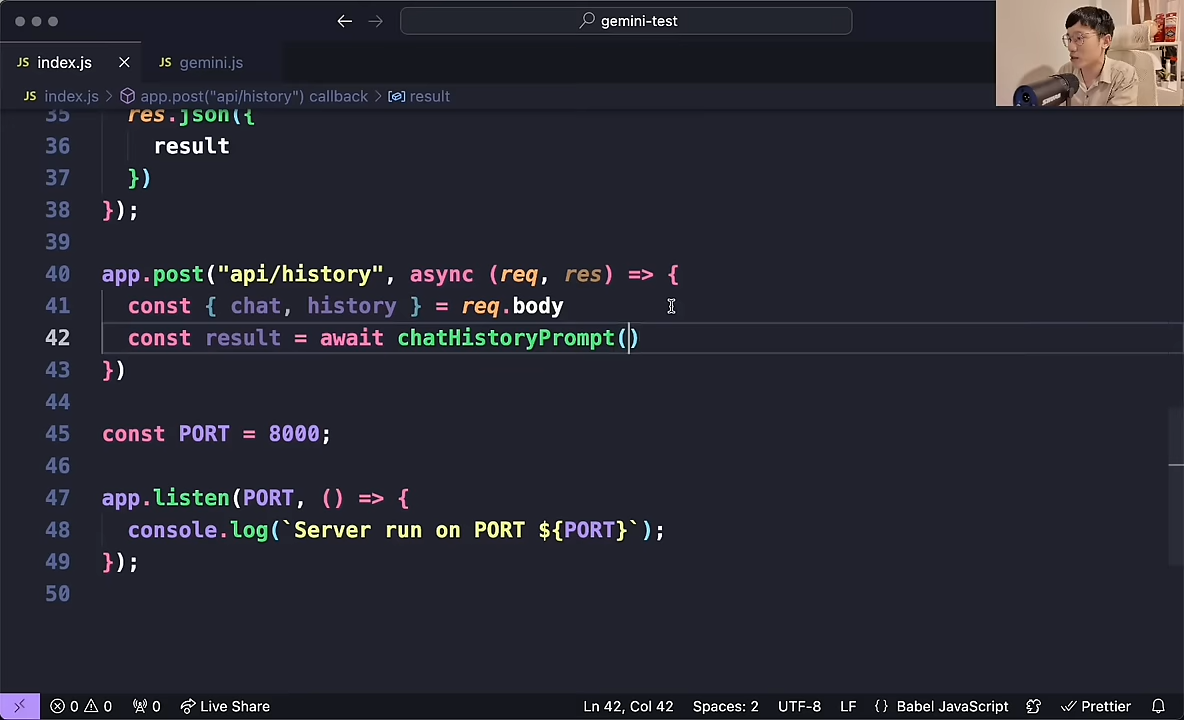 gemini-test
JS index.js
JS gemini.js
JS index.js > app.post("api/history") callback > result
35 res.json({
36 result
37 })
38 });
39
40 app.post("api/history", async (req, res) => {
41 const { chat, history } = req.body
42 const result = await chatHistoryPrompt()
43 })
44
45 const PORT = 8000;
46
47 app.listen(PORT, () => {
48 console.log(`Server run on PORT ${PORT}`);
49 });
50
0 0 0 Live Share Ln 42, Col 42 Spaces: 2 UTF-8 LF {} Babel JavaScript Prettier